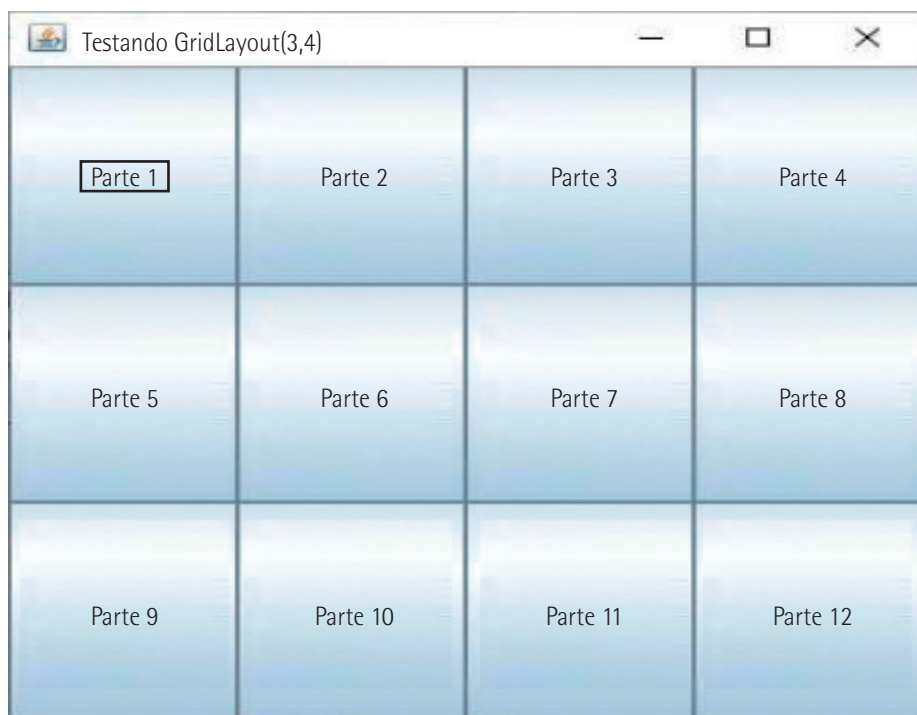 Testando GridLayout(3,4)
Parte 1 Parte 2 Parte 3 Parte 4
Parte 5 Parte 6 Parte 7 Parte 8
Parte 9 Parte 10 Parte 11 Parte 12